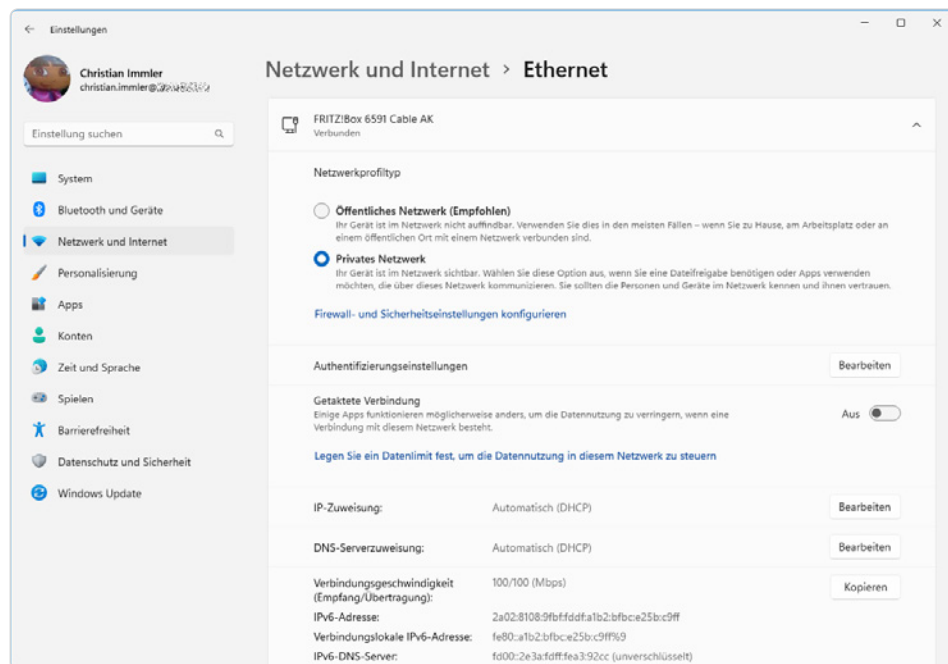 Einstellungen
Christian Immler
christian.immler@
Einstellung suchen
System
Bluetooth und Geräte
Netzwerk und Internet
Personalisierung
Apps
Konten
Zeit und Sprache
Spielen
Barrierefreiheit
Datenschutz und Sicherheit
Windows Update
Netzwerk und Internet > Ethernet
FRITZ!Box 6591 Cable AK
Verbunden
Netzwerkprofiltyp
Öffentliches Netzwerk (Empfohlen)
Ihr Gerät ist im Netzwerk nicht auffindbar. Verwenden Sie dies in den meisten Fällen – wenn Sie zu Hause, am Arbeitsplatz oder an
einem öffentlichen Ort mit einem Netzwerk verbunden sind.
Privates Netzwerk
Ihr Gerät ist im Netzwerk sichtbar. Wählen Sie diese Option aus, wenn Sie eine Dateifreigabe benötigen oder Apps verwenden
möchten, die über dieses Netzwerk kommunizieren. Sie sollten die Personen und Geräte im Netzwerk kennen und ihnen vertrauen.
Firewall- und Sicherheitseinstellungen konfigurieren
Authentifizierungseinstellungen Bearbeiten
Getaktete Verbindung
Einige Apps funktionieren möglicherweise anders, um die Datennutzung zu verringern, wenn eine
Verbindung mit diesem Netzwerk besteht.
Aus
Legen Sie ein Datenlimit fest, um die Datennutzung in diesem Netzwerk zu steuern
IP-Zuweisung: Automatisch (DHCP) Bearbeiten
DNS-Serverzuweisung: Automatisch (DHCP) Bearbeiten
Verbindungsgeschwindigkeit 100/100 (Mbps) Kopieren
(Empfang/Übertragung):
IPv6-Adresse: 2a02:8108:9fbf:fddf:a1b2:bfbc:e25b:c9ff
Verbindungslokale IPv6-Adresse: fe80::a1b2:bfbc:e25b:c9ff%9
IPv6-DNS-Server: fd00::2e3a:fdff:fea3:92cc (unverschlüsselt)